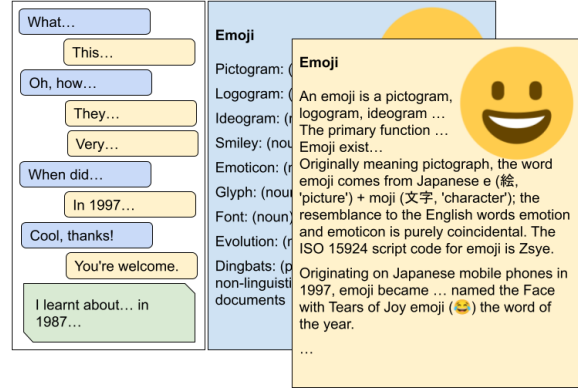 What…
This…
Oh, how…
They…
Very…
When did…
In 1997…
Cool, thanks!
You're welcome.
I learnt about… in
1987…
Emoji
Pictogram: (
Logogram: (
Ideogram: (
Smiley: (nou
Emoticon: (
Glyph: (noun
Font: (noun)
Evolution: (
Dingbats: (p
non-linguisti
documents
Emoji
An emoji is a pictogram,
logogram, ideogram …
The primary function …
Emoji exist…
Originally meaning pictograph, the word
emoji comes from Japanese e (絵,
'picture') + moji (文字, 'character'); the
resemblance to the English words emotion
and emoticon is purely coincidental. The
ISO 15924 script code for emoji is Zsye.
Originating on Japanese mobile phones in
1997, emoji became … named the Face
with Tears of Joy emoji (😂) the word of
the year.
…